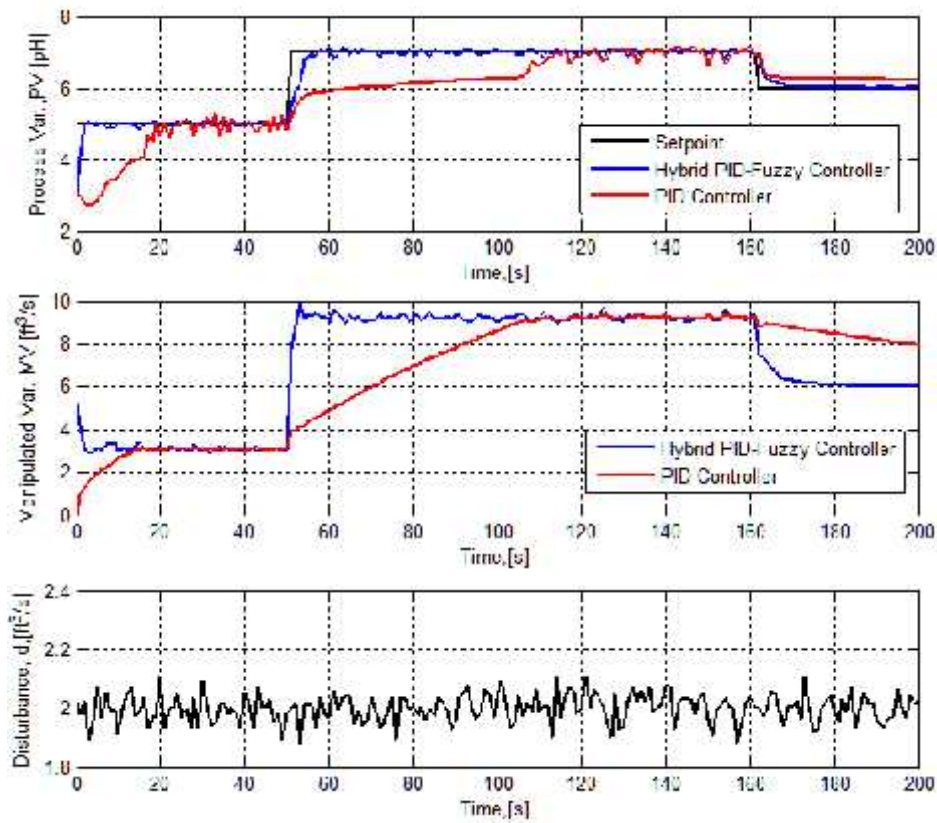 Process Var.,PV [pH]
8
6
4
2
0 20 40 60 80 100 120 140 160 180 200
Time,[s]
Setpoint
Hybrid PID-Fuzzy Controller
PID Controller
Manipulated Var. MV [ft³/s]
10
8
6
4
2
0
0 20 40 60 80 100 120 140 160 180 200
Time,[s]
Hybrid PID-Fuzzy Controller
PID Controller
Disturbance, d,[ft³/s]
2.4
2.2
2
1.8
0 20 40 60 80 100 120 140 160 180 200
Time,[s]